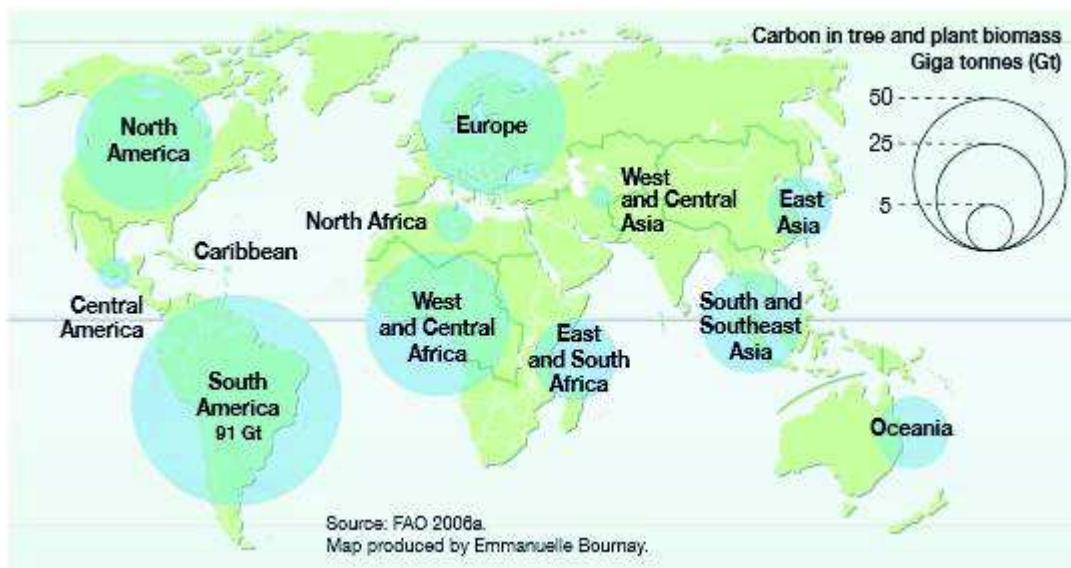 Carbon in tree and plant biomass
Giga tonnes (Gt)
50
25
5
North
America
Europe
West
and Central
Asia
East
Asia
North Africa
Caribbean
Central
America
West
and Central
Africa
East
and South
Africa
South and
Southeast
Asia
South
America
91 Gt
Oceania
Source: FAO 2006a.
Map produced by Emmanuelle Bournay.